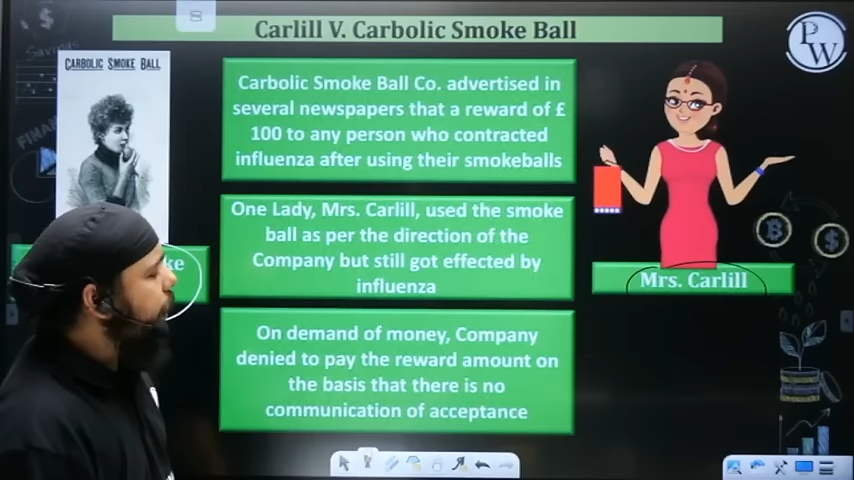 Carlill V. Carbolic Smoke Ball
CARBOLIC SMOKE BALL
Savings
Carbolic Smoke Ball Co. advertised in
several newspapers that a reward of £
100 to any person who contracted
influenza after using their smokeballs
One Lady, Mrs. Carlill, used the smoke
ball as per the direction of the
Company but still got effected by
influenza
On demand of money, Company
denied to pay the reward amount on
the basis that there is no
communication of acceptance
Mrs. Carlill
PW